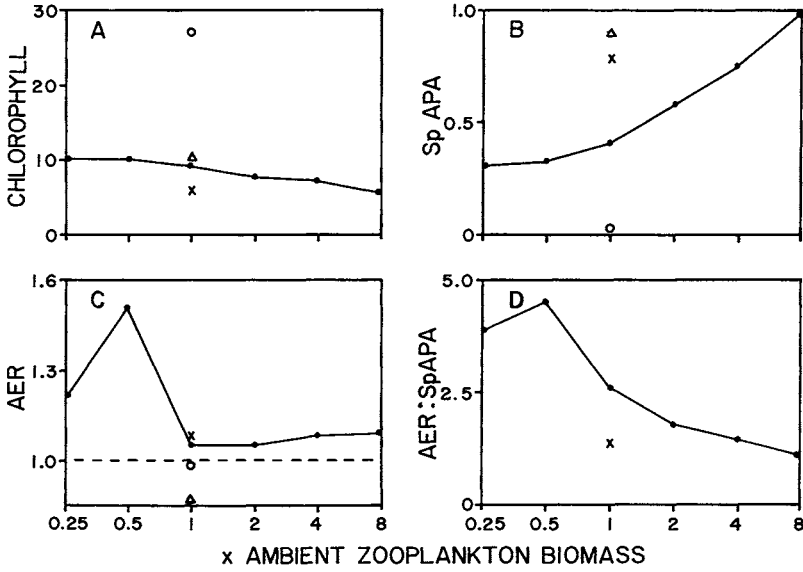 CHLOROPHYLL
30
20
10
0
A
Sp APA
1.0
0.5
0
B
AER
1.6
1.3
1.0
C
0.25 0.5 1 2 4 8
AER:SpAPA
5.0
2.5
0
D
0.25 0.5 1 2 4 8
x AMBIENT ZOOPLANKTON BIOMASS